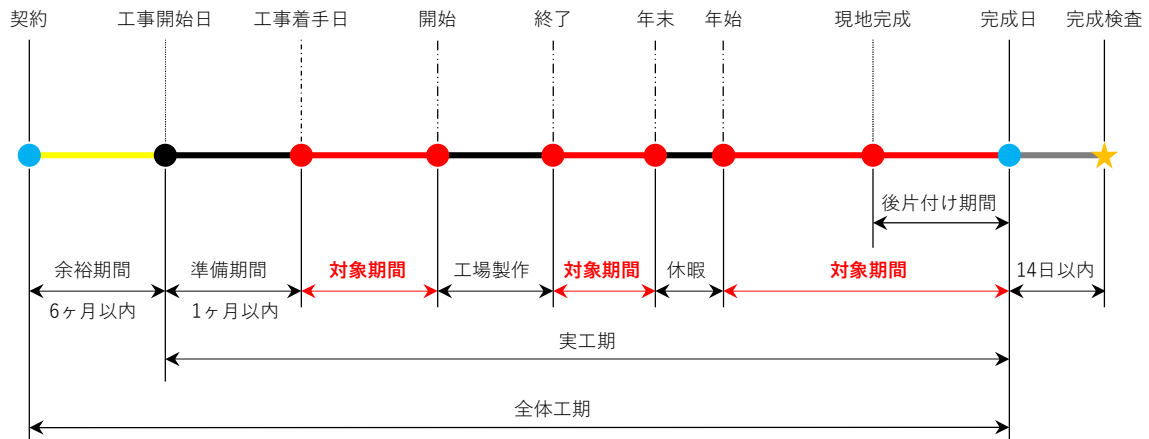 契約
工事開始日
工事着手日
開始
終了
年末
年始
現地完成
完成日
完成検査
後片付け期間
余裕期間
準備期間
対象期間
工場製作
対象期間
休暇
対象期間
14日以内
6ヶ月以内
1ヶ月以内
実工期
全体工期